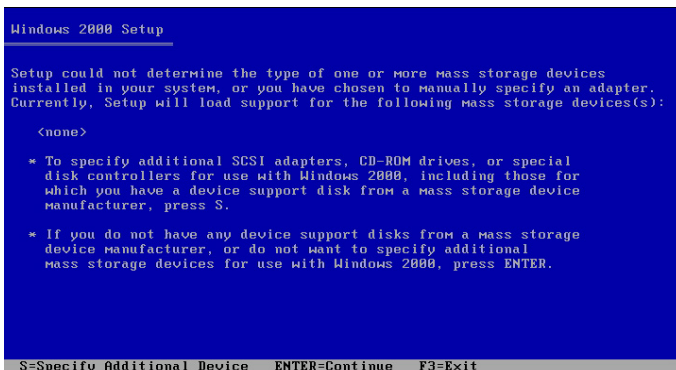 Windows 2000 Setup
Setup could not determine the type of one or more mass storage devices
installed in your system, or you have chosen to manually specify an adapter.
Currently, Setup will load support for the following mass storage devices(s):
<none>
* To specify additional SCSI adapters, CD-ROM drives, or special
disk controllers for use with Windows 2000, including those for
which you have a device support disk from a mass storage device
manufacturer, press S.
* If you do not have any device support disks from a mass storage
device manufacturer, or do not want to specify additional
mass storage devices for use with Windows 2000, press ENTER.
S=Specify Additional Device ENTER=Continue F3=Exit